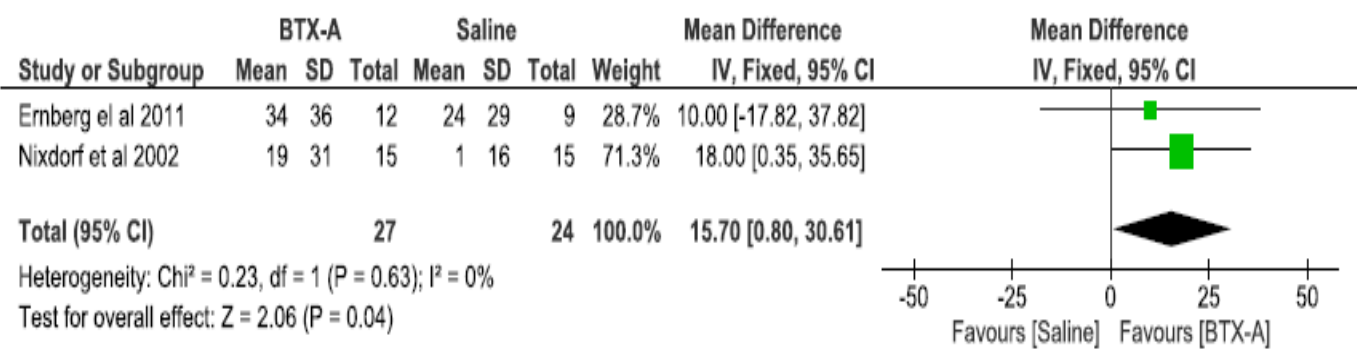 BTX-A Saline Mean Difference Mean Difference
Study or Subgroup Mean SD Total Mean SD Total Weight IV, Fixed, 95% CI IV, Fixed, 95% CI
Ernberg el al 2011 34 36 12 24 29 9 28.7% 10.00 [-17.82, 37.82]
Nixdorf et al 2002 19 31 15 1 16 15 71.3% 18.00 [0.35, 35.65]
Total (95% CI) 27 24 100.0% 15.70 [0.80, 30.61]
Heterogeneity: Chi² = 0.23, df = 1 (P = 0.63); I² = 0%
Test for overall effect: Z = 2.06 (P = 0.04)
-50 -25 0 25 50
Favours [Saline] Favours [BTX-A]